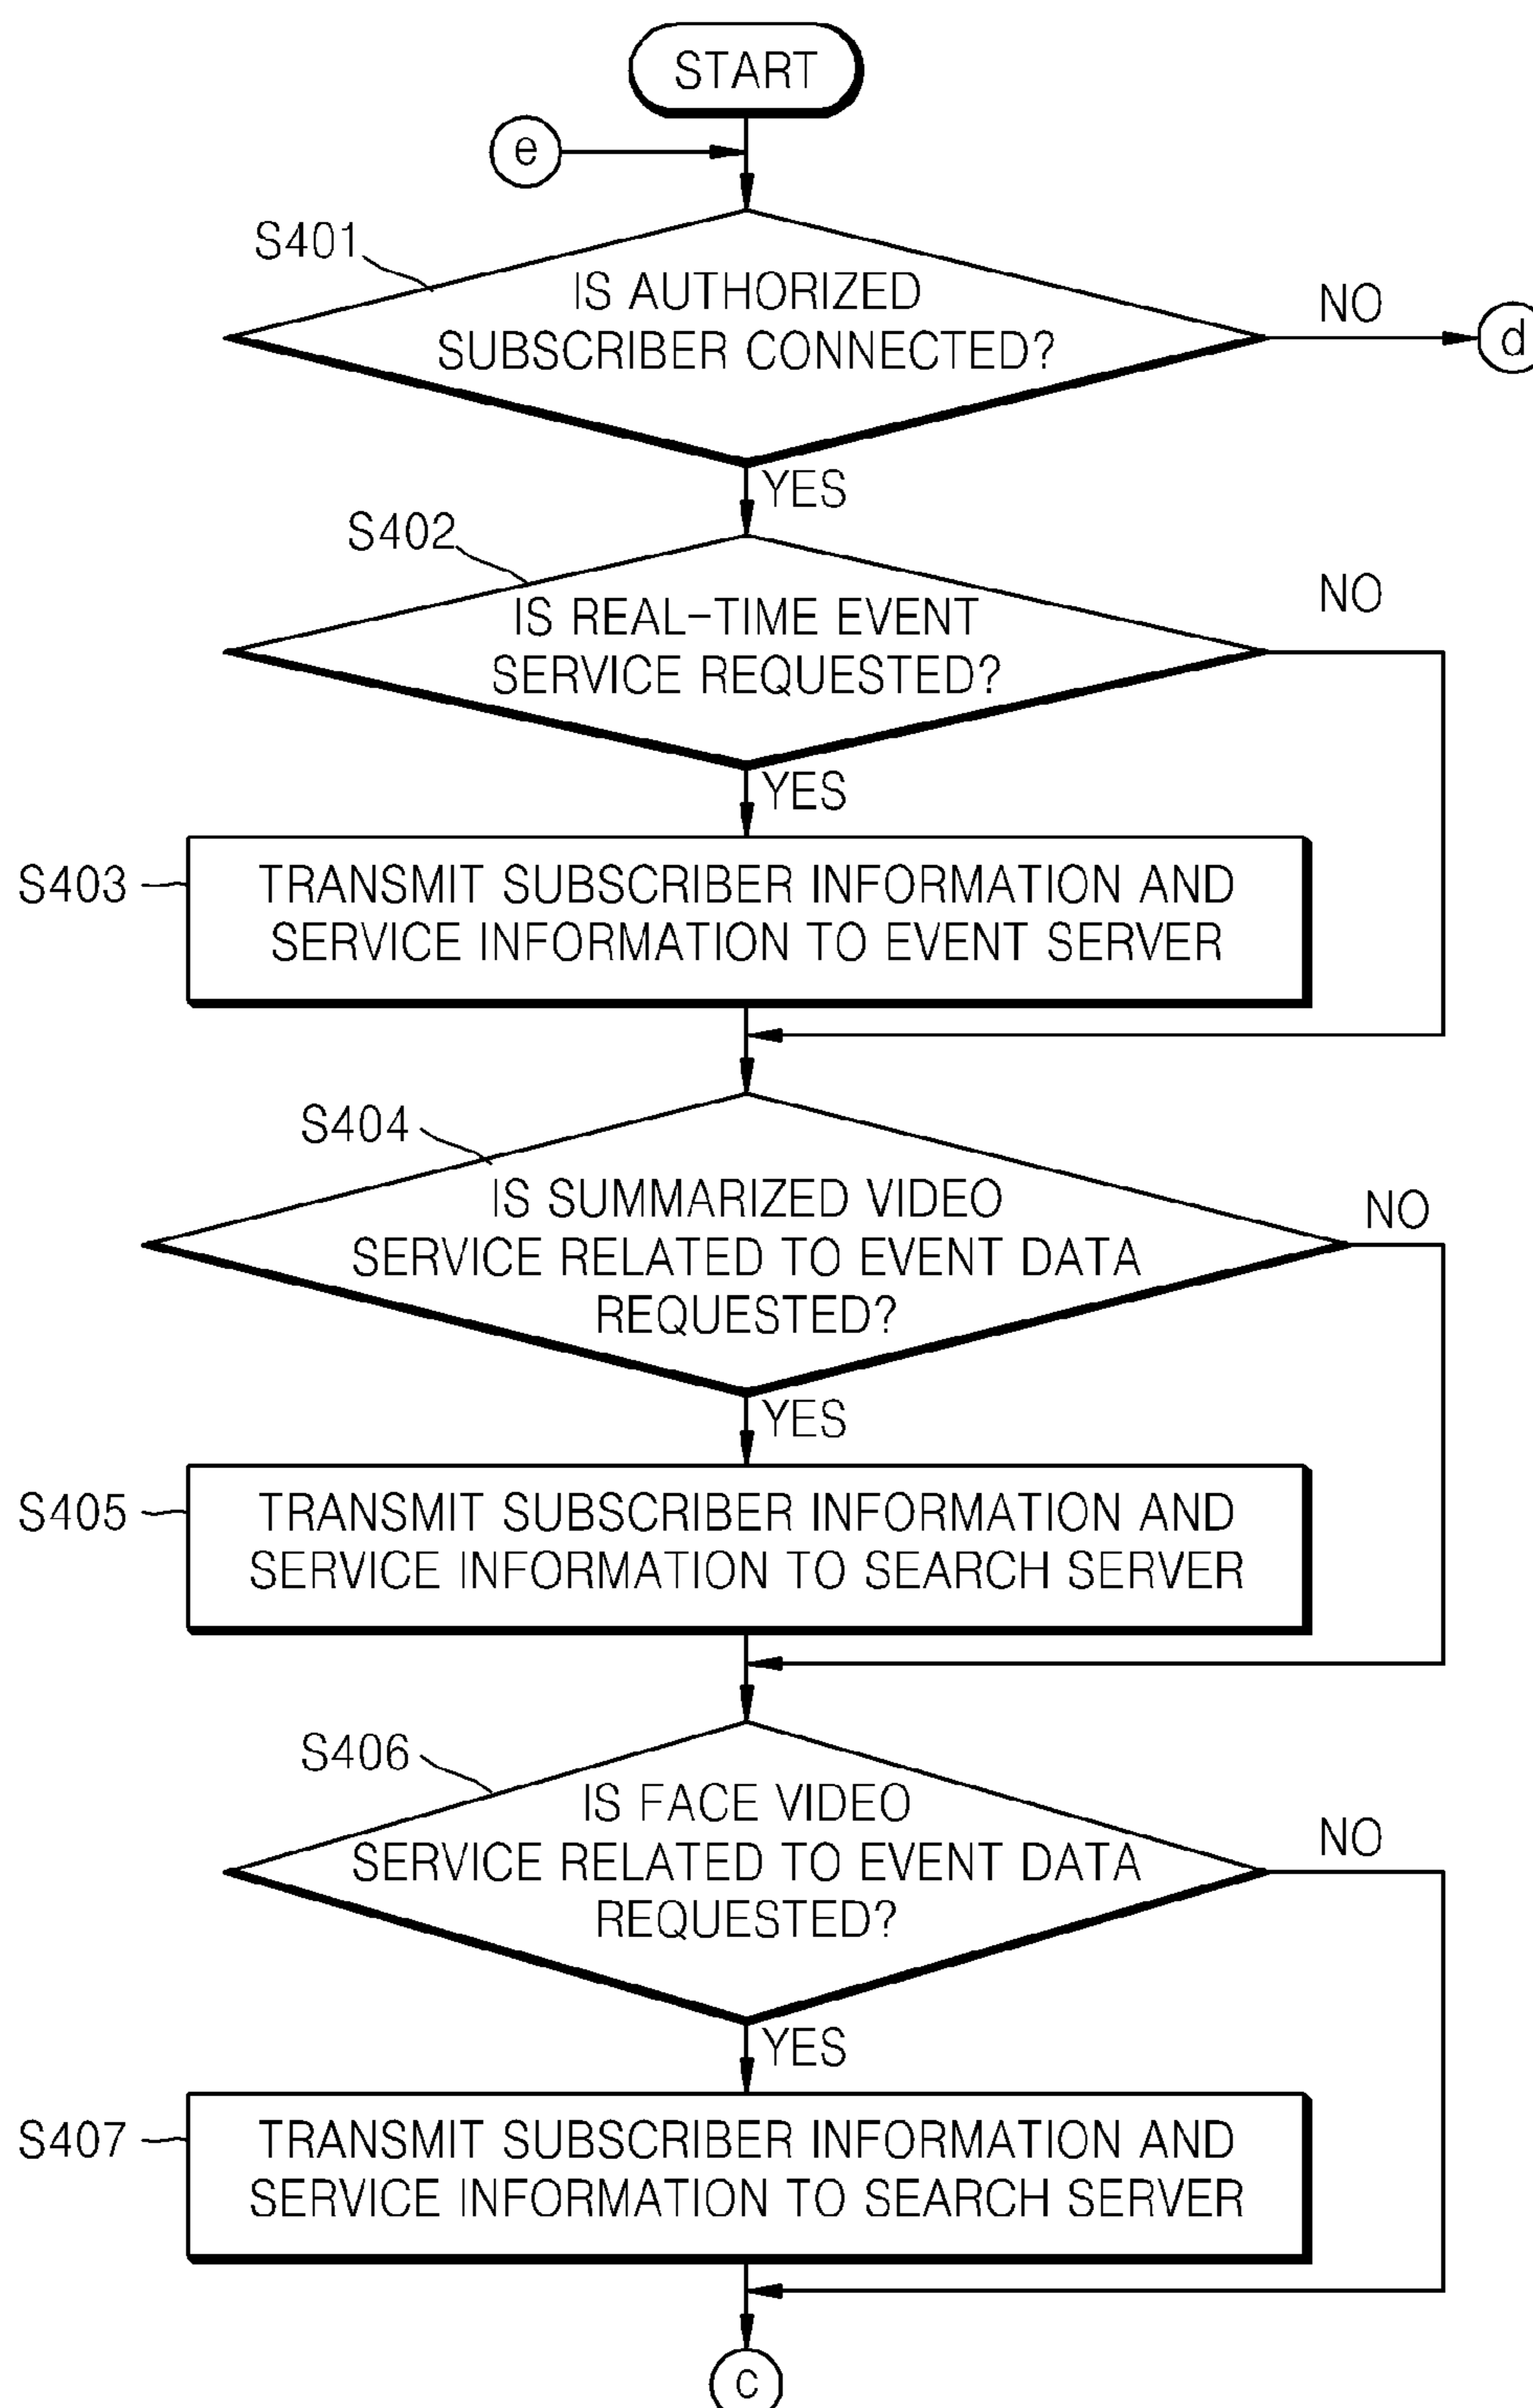 START
e
S401
IS AUTHORIZED
SUBSCRIBER CONNECTED?
NO
d
YES
S402
IS REAL-TIME EVENT
SERVICE REQUESTED?
NO
YES
S403
TRANSMIT SUBSCRIBER INFORMATION AND
SERVICE INFORMATION TO EVENT SERVER
S404
IS SUMMARIZED VIDEO
SERVICE RELATED TO EVENT DATA
REQUESTED?
NO
YES
S405
TRANSMIT SUBSCRIBER INFORMATION AND
SERVICE INFORMATION TO SEARCH SERVER
S406
IS FACE VIDEO
SERVICE RELATED TO EVENT DATA
REQUESTED?
NO
YES
S407
TRANSMIT SUBSCRIBER INFORMATION AND
SERVICE INFORMATION TO SEARCH SERVER
c